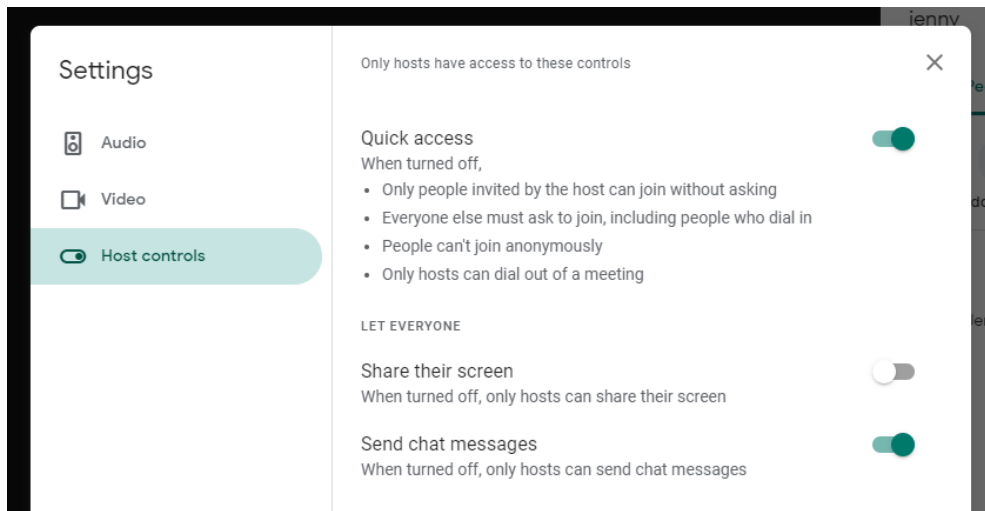 jenny
Settings
Only hosts have access to these controls
Audio
Video
Host controls
Quick access
When turned off,
• Only people invited by the host can join without asking
• Everyone else must ask to join, including people who dial in
• People can't join anonymously
• Only hosts can dial out of a meeting
LET EVERYONE
Share their screen
When turned off, only hosts can share their screen
Send chat messages
When turned off, only hosts can send chat messages